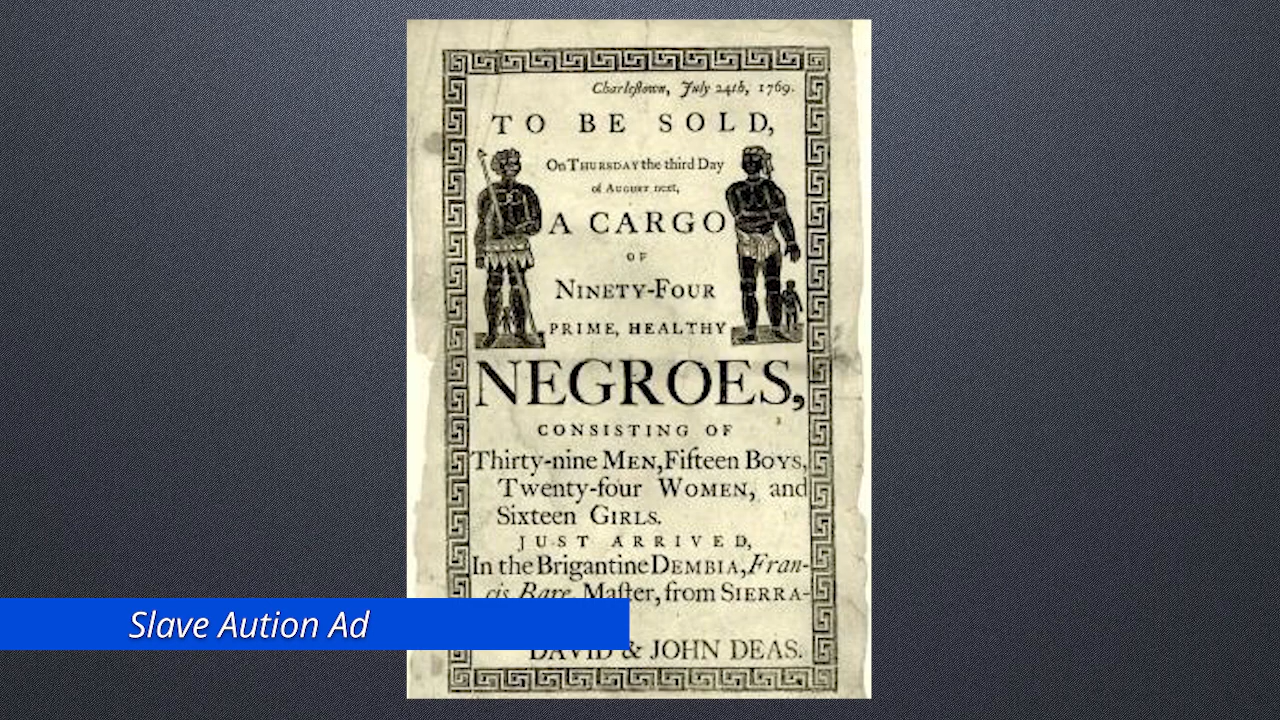 Charlestown, July 24th, 1769.
TO BE SOLD,
On THURSDAY the third Day
of AUGUST next,
A CARGO
OF
NINETY-FOUR
PRIME, HEALTHY
NEGROES,
CONSISTING OF
Thirty-nine MEN, Fifteen BOYS,
Twenty-four WOMEN, and
Sixteen GIRLS.
JUST ARRIVED,
In the Brigantine DEMBIA, Fran-
cis Bare, Master, from SIERRA-
DAVID & JOHN DEAS.
Slave Aution Ad